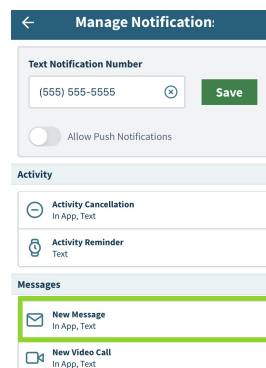 Manage Notification:
Text Notification Number
(555) 555-5555
Save
Allow Push Notifications
Activity
Activity Cancellation
In App, Text
Activity Reminder
Text
Messages
New Message
In App, Text
New Video Call
In App, Text